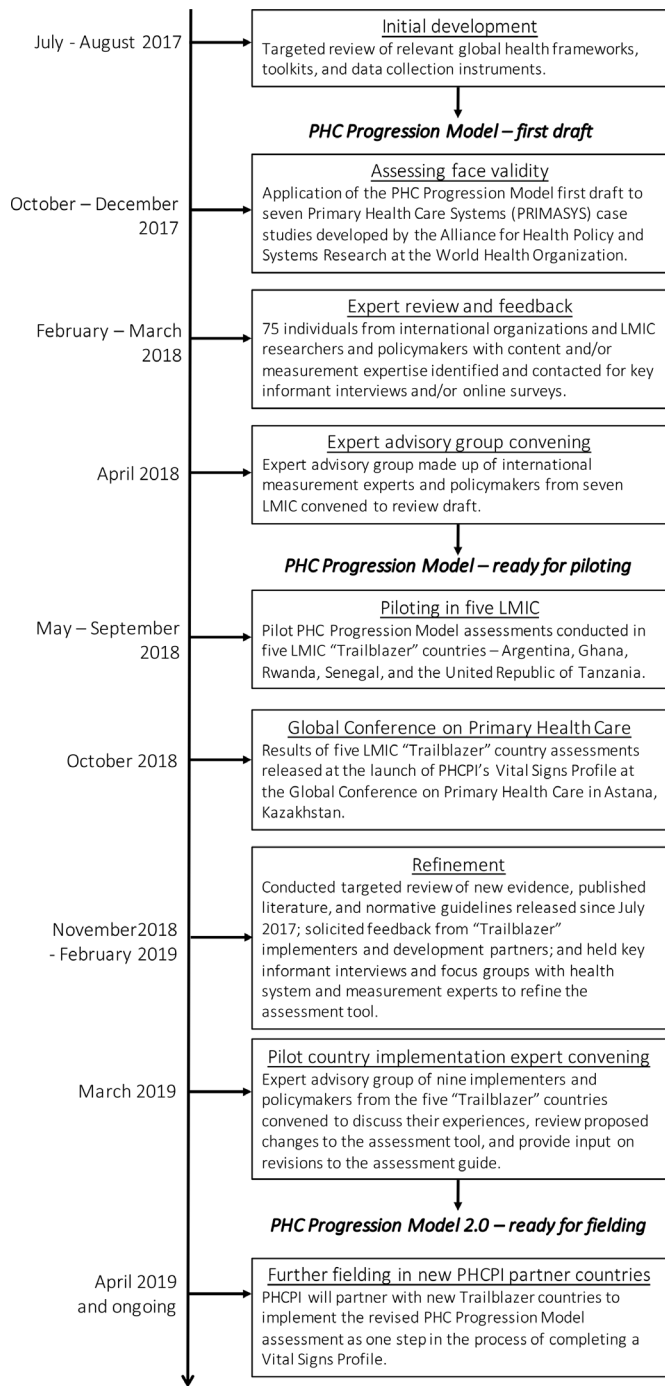 Initial development
July - August 2017
Targeted review of relevant global health frameworks,
toolkits, and data collection instruments.
PHC Progression Model – first draft
Assessing face validity
October – December
2017
Application of the PHC Progression Model first draft to
seven Primary Health Care Systems (PRIMASYS) case
studies developed by the Alliance for Health Policy and
Systems Research at the World Health Organization.
Expert review and feedback
February – March
2018
75 individuals from international organizations and LMIC
researchers and policymakers with content and/or
measurement expertise identified and contacted for key
informant interviews and/or online surveys.
Expert advisory group convening
April 2018
Expert advisory group made up of international
measurement experts and policymakers from seven
LMIC convened to review draft.
PHC Progression Model – ready for piloting
Piloting in five LMIC
May – September
2018
Pilot PHC Progression Model assessments conducted in
five LMIC “Trailblazer” countries – Argentina, Ghana,
Rwanda, Senegal, and the United Republic of Tanzania.
Global Conference on Primary Health Care
October 2018
Results of five LMIC “Trailblazer” country assessments
released at the launch of PHCPI’s Vital Signs Profile at
the Global Conference on Primary Health Care in Astana,
Kazakhstan.
Refinement
November2018
- February 2019
Conducted targeted review of new evidence, published
literature, and normative guidelines released since July
2017; solicited feedback from “Trailblazer”
implementers and development partners; and held key
informant interviews and focus groups with health
system and measurement experts to refine the
assessment tool.
Pilot country implementation expert convening
March 2019
Expert advisory group of nine implementers and
policymakers from the five “Trailblazer” countries
convened to discuss their experiences, review proposed
changes to the assessment tool, and provide input on
revisions to the assessment guide.
PHC Progression Model 2.0 – ready for fielding
Further fielding in new PHCPI partner countries
April 2019
and ongoing
PHCPI will partner with new Trailblazer countries to
implement the revised PHC Progression Model
assessment as one step in the process of completing a
Vital Signs Profile.